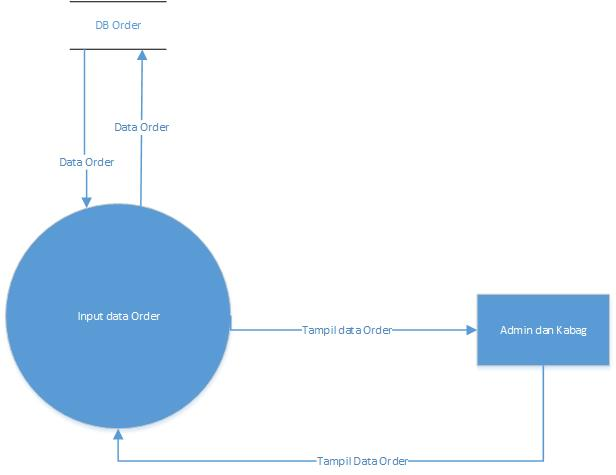 DB Order
Data Order
Data Order
Input data Order
Tampil data Order
Admin dan Kabag
Tampil Data Order